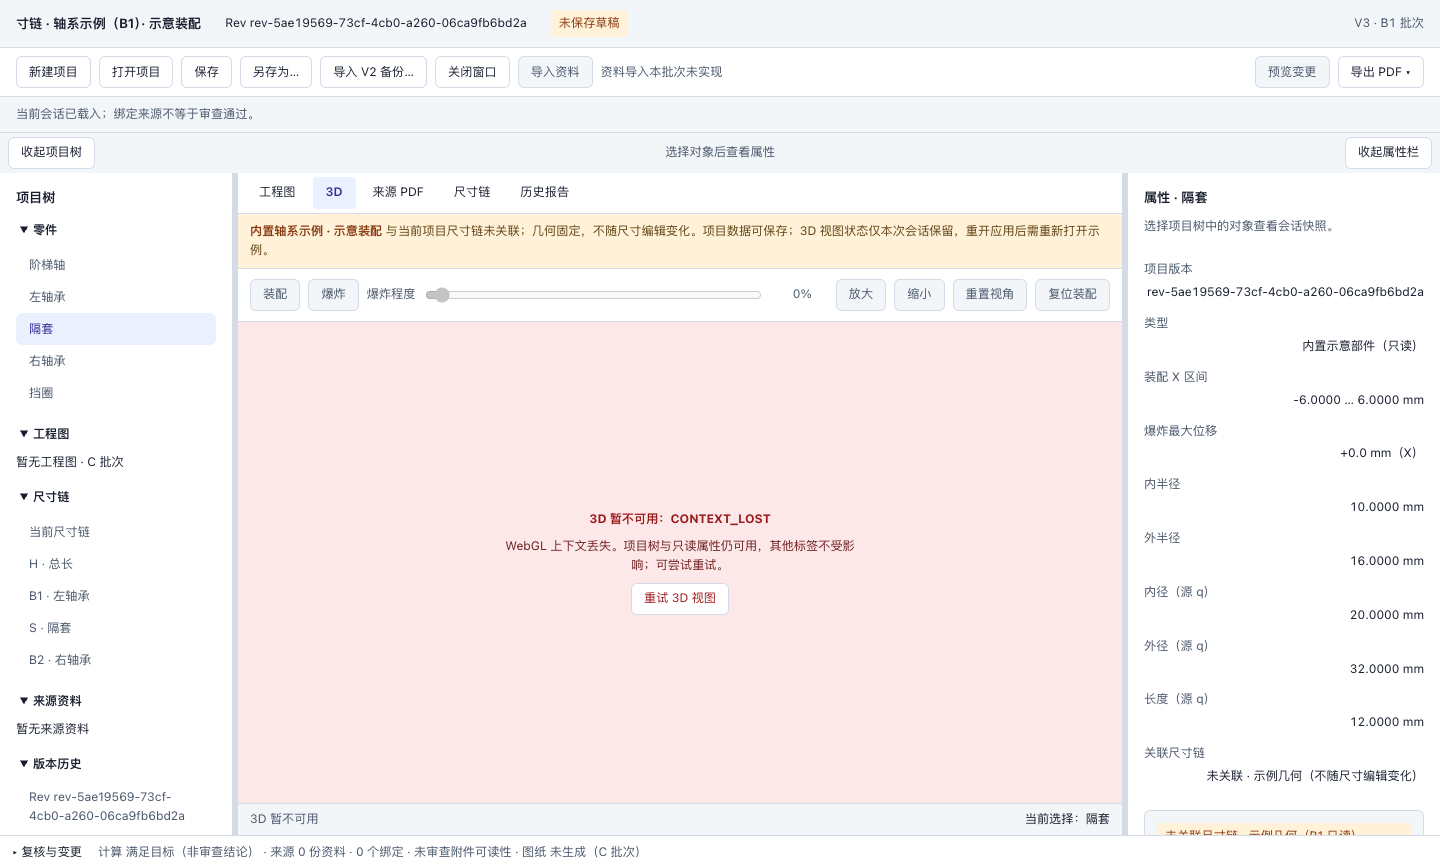 寸链 · 轴系示例（B1）· 示意装配 Rev rev-5ae19569-73cf-4cb0-a260-06ca9fb6bd2a 未保存草稿 V3 · B1 批次
新建项目 打开项目 保存 另存为... 导入 V2 备份... 关闭窗口 导入资料 资料导入本批次未实现 预览变更 导出 PDF ▾
当前会话已载入；绑定来源不等于审查通过。
收起项目树 选择对象后查看属性 收起属性栏
项目树
▼ 零件
阶梯轴
左轴承
隔套
右轴承
挡圈
▼ 工程图
暂无工程图 · C 批次
▼ 尺寸链
当前尺寸链
H · 总长
B1 · 左轴承
S · 隔套
B2 · 右轴承
▼ 来源资料
暂无来源资料
▼ 版本历史
Rev rev-5ae19569-73cf-
4cb0-a260-06ca9fb6bd2a
工程图 3D 来源 PDF 尺寸链 历史报告
内置轴系示例 · 示意装配 与当前项目尺寸链未关联；几何固定，不随尺寸编辑变化。项目数据可保存；3D 视图状态仅本次会话保留，重开应用后需重新打开示
例。
装配 爆炸 爆炸程度 0% 放大 缩小 重置视角 复位装配
3D 暂不可用：CONTEXT_LOST
WebGL 上下文丢失。项目树与只读属性仍可用，其他标签不受影
响；可尝试重试。
重试 3D 视图
3D 暂不可用 当前选择：隔套
属性 · 隔套
选择项目树中的对象查看会话快照。
项目版本
rev-5ae19569-73cf-4cb0-a260-06ca9fb6bd2a
类型
内置示意部件（只读）
装配 X 区间
-6.0000 ... 6.0000 mm
爆炸最大位移
+0.0 mm（X）
内半径
10.0000 mm
外半径
16.0000 mm
内径（源 q）
20.0000 mm
外径（源 q）
32.0000 mm
长度（源 q）
12.0000 mm
关联尺寸链
未关联 · 示例几何（不随尺寸编辑变化）
未关联尺寸链 · 示例几何（B1 只读）
▸ 复核与变更 计算 满足目标（非审查结论） · 来源 0 份资料 · 0 个绑定 · 未审查附件可读性 · 图纸 未生成（C 批次）